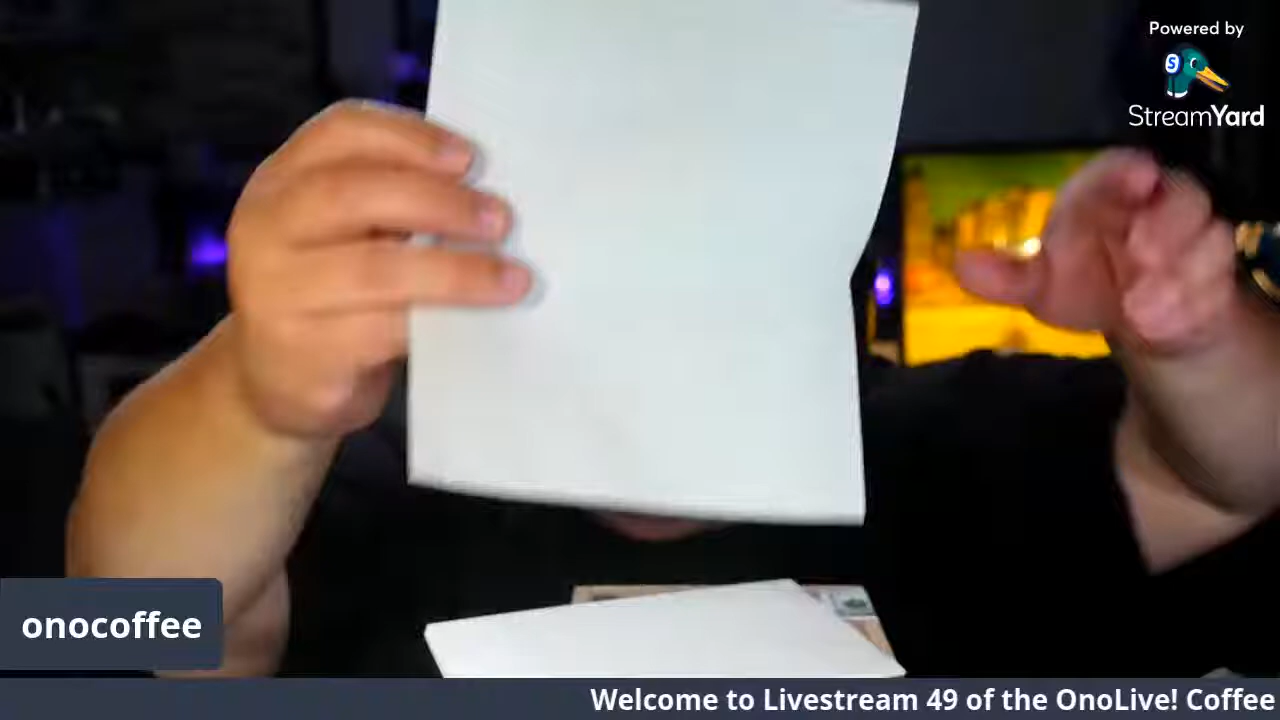 Powered by
S
StreamYard
onocoffee
Welcome to Livestream 49 of the OnoLive! Coffee